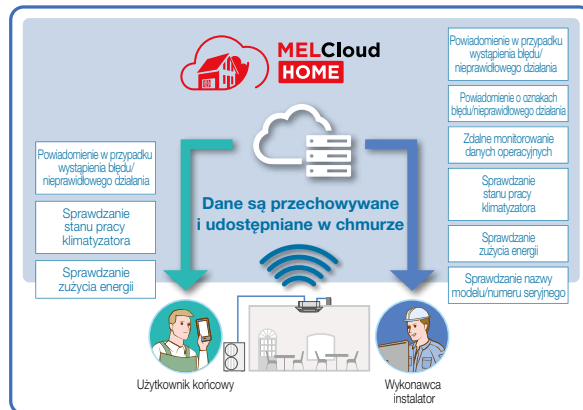 MELCloud
HOME
Powiadomienie w przypadku
wystąpienia błędu/
nieprawidłowego działania
Sprawdzanie
stanu pracy
klimatyzatora
Sprawdzanie
zużycia energii
Dane są przechowywane
i udostępniane w chmurze
Powiadomienie w przypadku
wystąpienia błędu/
nieprawidłowego działania
Powiadomienie o oznakach
błędu/nieprawidłowego działania
Zdalne monitorowanie
danych operacyjnych
Sprawdzanie
stanu pracy
klimatyzatora
Sprawdzanie
zużycia energii
Sprawdzanie nazwy
modelu/numeru seryjnego
Użytkownik końcowy
Wykonawca
instalator